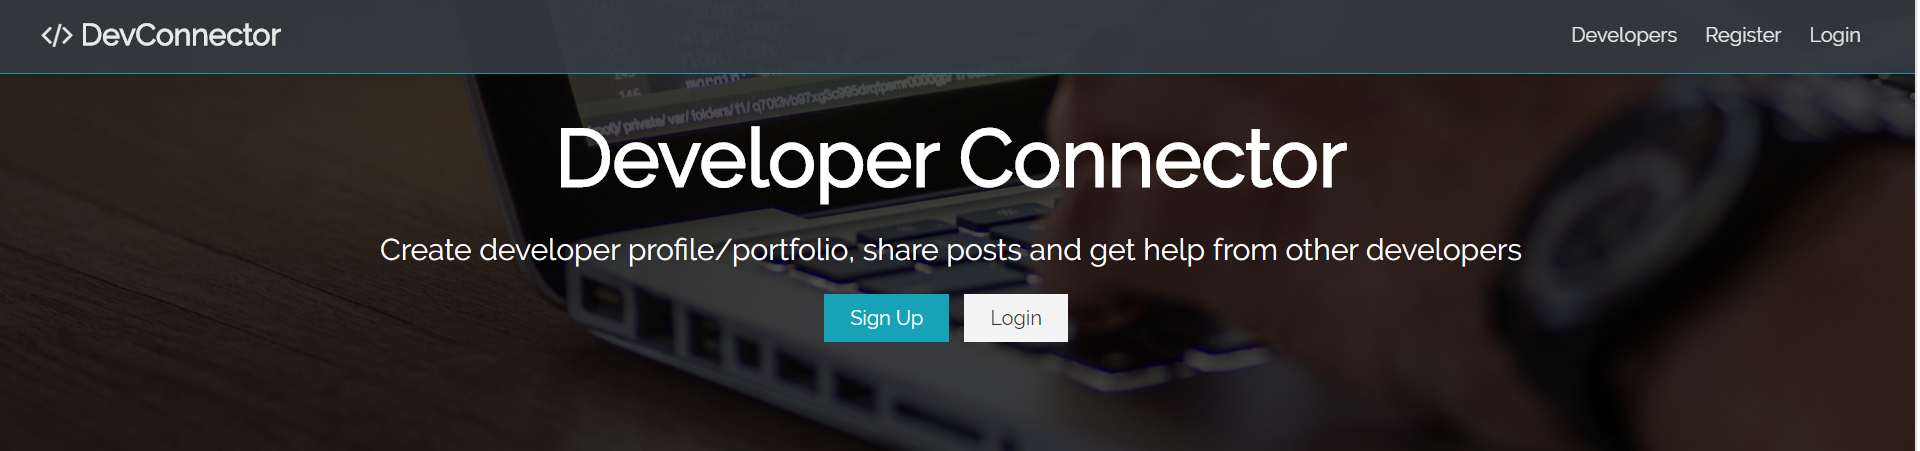 </> DevConnector
Developers Register Login
Developer Connector
Create developer profile/portfolio, share posts and get help from other developers
Sign Up Login